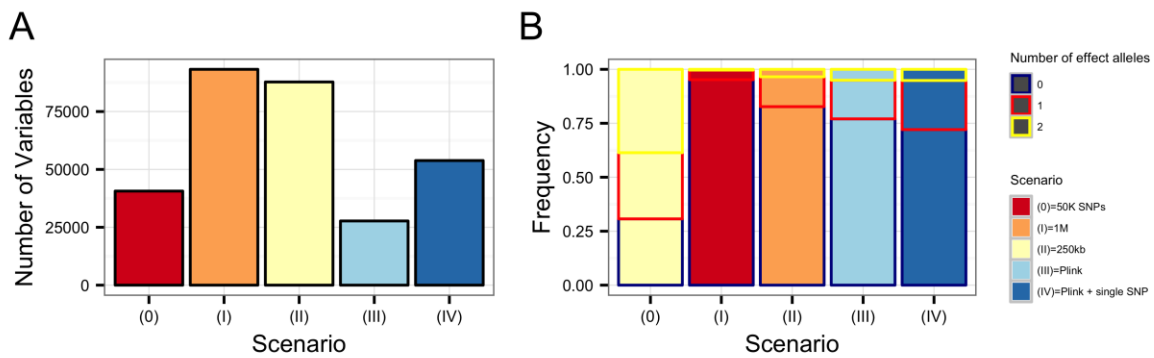 A
Number of Variables
75000
50000
25000
0
(0) (I) (II) (III) (IV)
Scenario
B
Frequency
1.00
0.75
0.50
0.25
0.00
(0) (I) (II) (III) (IV)
Scenario
Number of effect alleles
0
1
2
Scenario
(0)=50K SNPs
(I)=1M
(II)=250kb
(III)=Plink
(IV)=Plink + single SNP